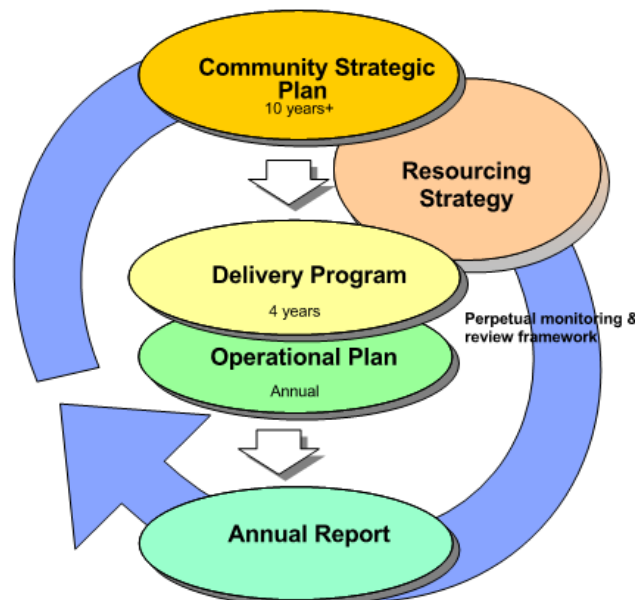 Community Strategic
Plan
10 years+
Resourcing
Strategy
Delivery Program
4 years
Perpetual monitoring &
review framework
Operational Plan
Annual
Annual Report